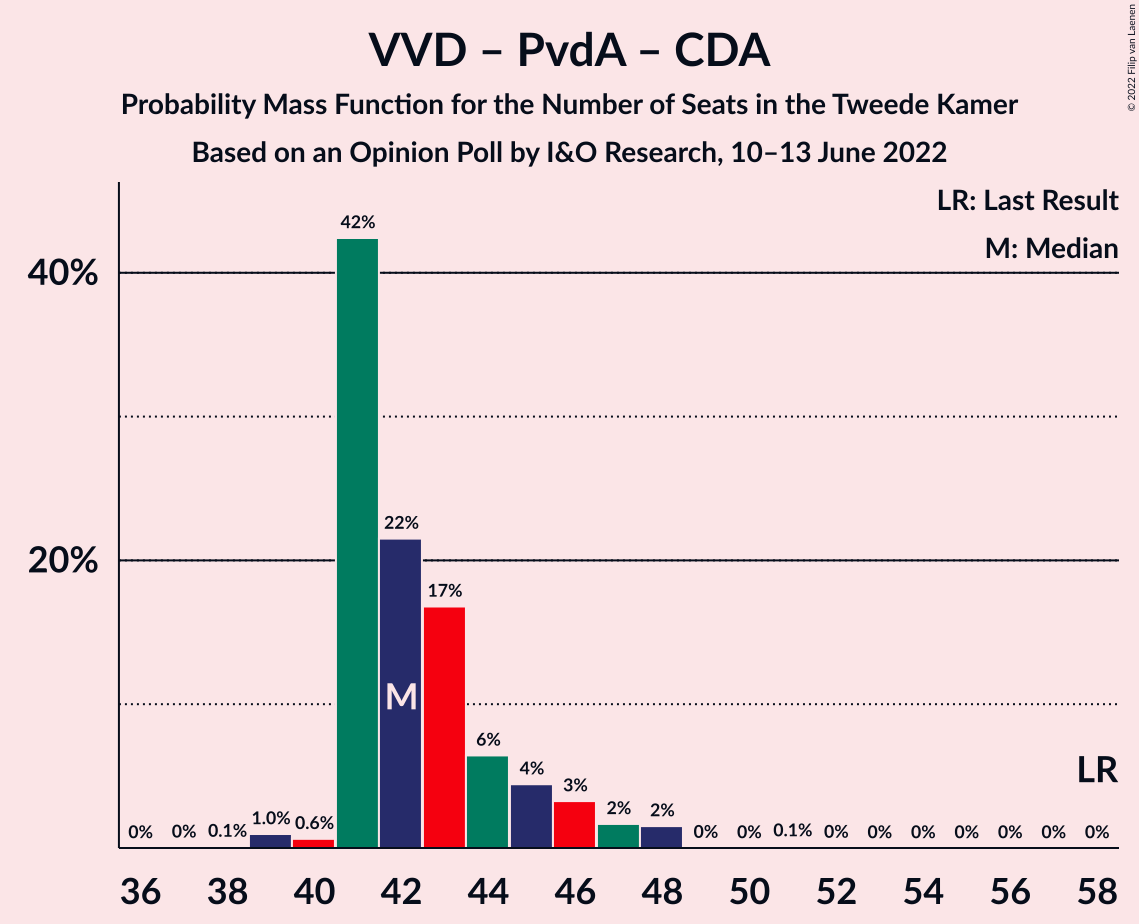 VVD – PvdA – CDA
Probability Mass Function for the Number of Seats in the Tweede Kamer
Based on an Opinion Poll by I&O Research, 10–13 June 2022
© 2022 Filip van Laenen
LR: Last Result
M: Median
40%
20%
0% 0% 0.1% 1.0% 0.6% 42% 22% 17% 6% 4% 3% 2% 2% 0% 0% 0.1% 0% 0% 0% 0% 0% 0% 0%
M
LR
36 38 40 42 44 46 48 50 52 54 56 58